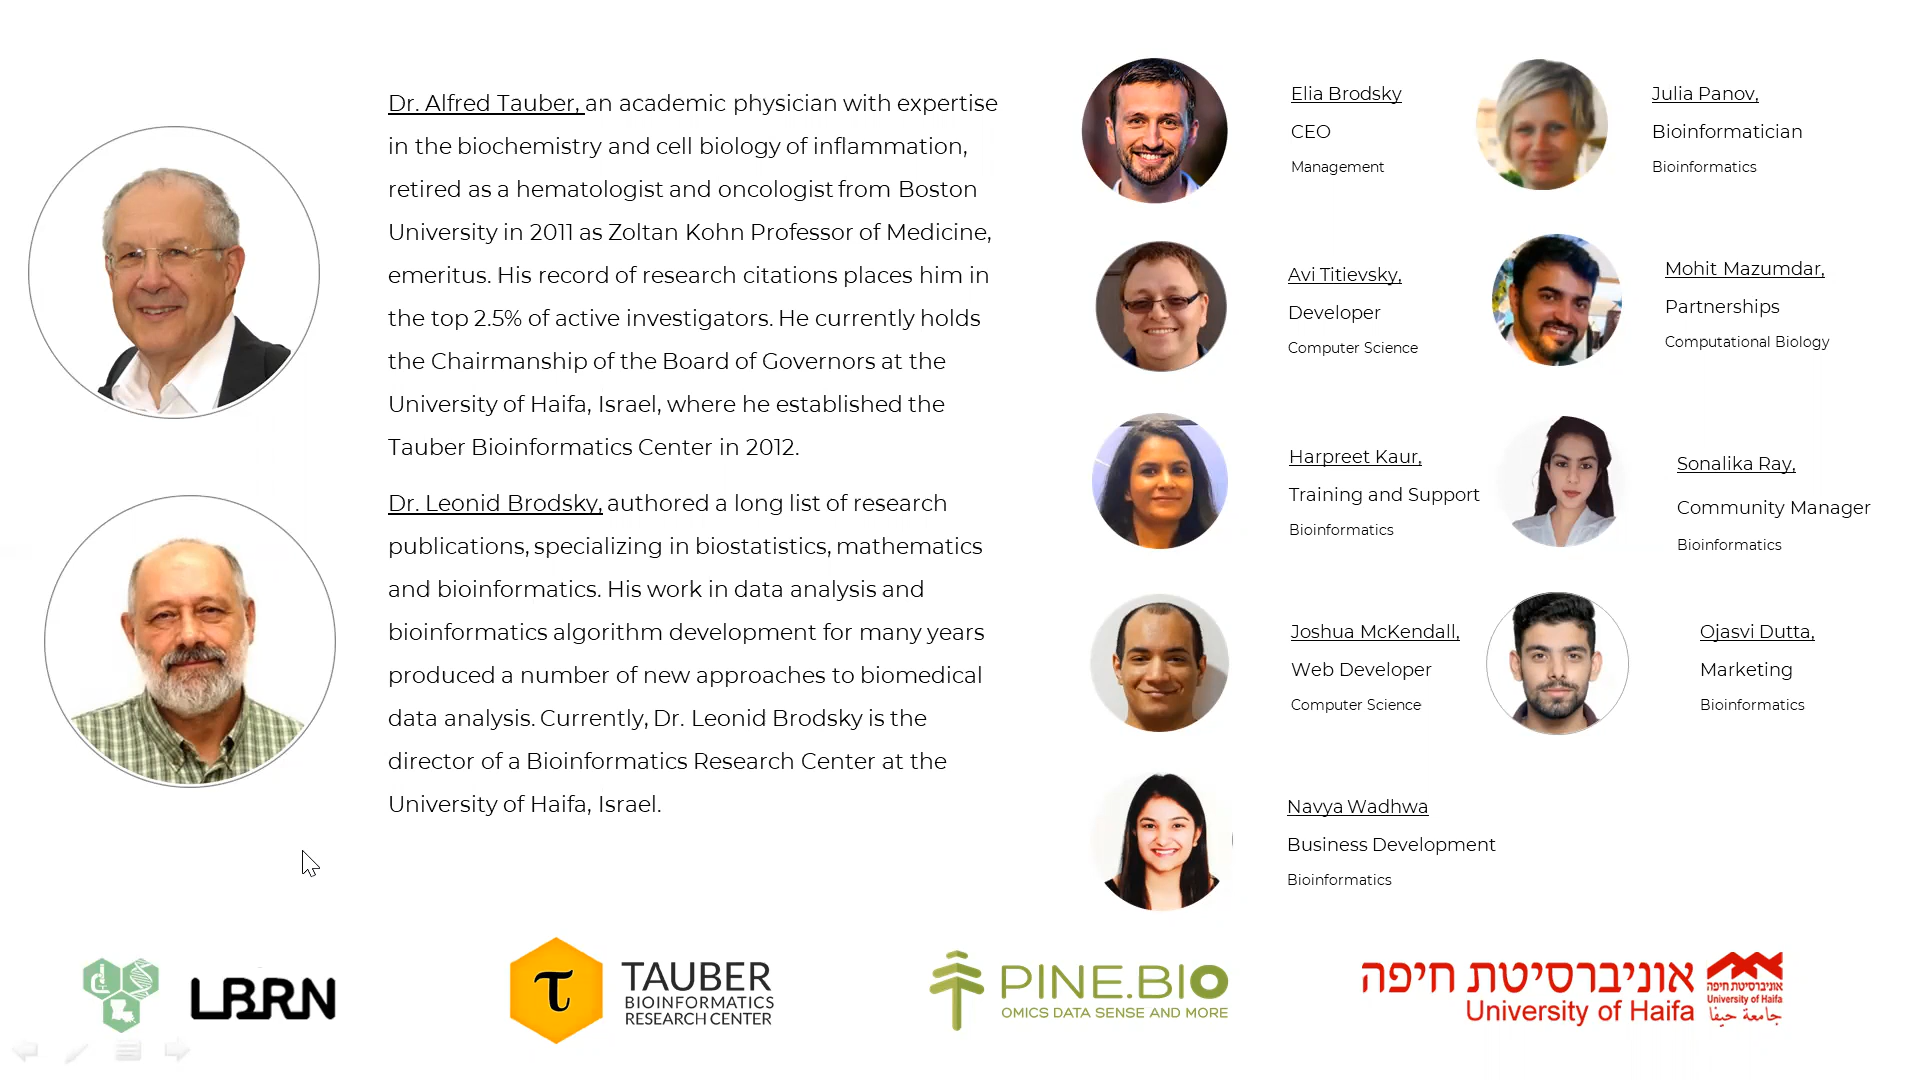 Dr. Alfred Tauber, an academic physician with expertise
in the biochemistry and cell biology of inflammation,
retired as a hematologist and oncologist from Boston
University in 2011 as Zoltan Kohn Professor of Medicine,
emeritus. His record of research citations places him in
the top 2.5% of active investigators. He currently holds
the Chairmanship of the Board of Governors at the
University of Haifa, Israel, where he established the
Tauber Bioinformatics Center in 2012.
Dr. Leonid Brodsky, authored a long list of research
publications, specializing in biostatistics, mathematics
and bioinformatics. His work in data analysis and
bioinformatics algorithm development for many years
produced a number of new approaches to biomedical
data analysis. Currently, Dr. Leonid Brodsky is the
director of a Bioinformatics Research Center at the
University of Haifa, Israel.
Elia Brodsky
CEO
Management
Julia Panov,
Bioinformatician
Bioinformatics
Avi Titievsky,
Developer
Computer Science
Mohit Mazumdar,
Partnerships
Computational Biology
Harpreet Kaur,
Training and Support
Bioinformatics
Sonalika Ray,
Community Manager
Bioinformatics
Joshua McKendall,
Web Developer
Computer Science
Ojasvi Dutta,
Marketing
Bioinformatics
Navya Wadhwa
Business Development
Bioinformatics
LBRN
τ
TAUBER
BIOINFORMATICS
RESEARCH CENTER
PINE.BIO
OMICS DATA SENSE AND MORE
אוניברסיטת חיפה
University of Haifa
אוניברסיטת חיפה
University of Haifa
جامعة حيفا